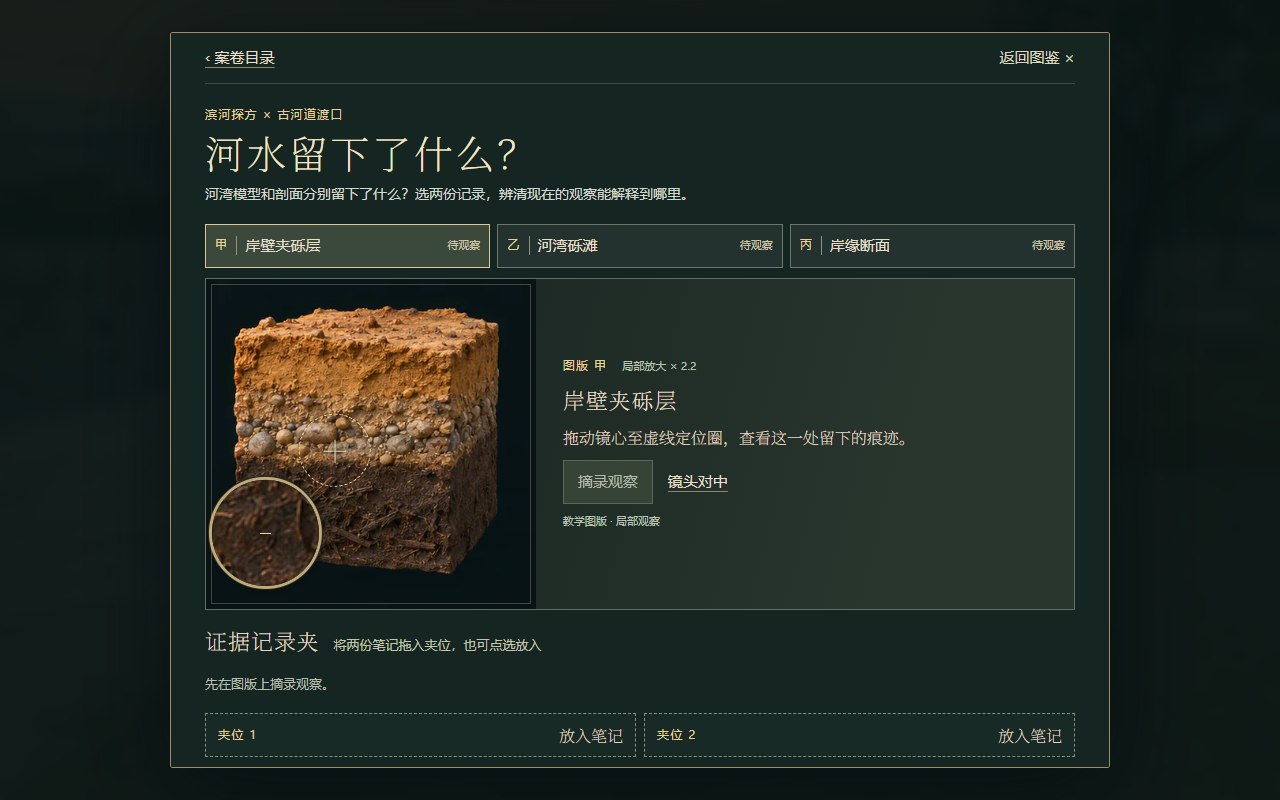 ‹ 案卷目录
返回图鉴 ×
滨河探方 × 古河道渡口
河水留下了什么？
河湾模型和剖面分别留下了什么？选两份记录，辨清现在的观察能解释到哪里。
甲 岸壁夹砾层 待观察
乙 河湾砾滩 待观察
丙 岸缘断面 待观察
图版 甲 局部放大 × 2.2
岸壁夹砾层
拖动镜心至虚线定位圈，查看这一处留下的痕迹。
摘录观察 镜头对中
教学图版 · 局部观察
证据记录夹 将两份笔记拖入夹位，也可点选放入
先在图版上摘录观察。
夹位 1 放入笔记
夹位 2 放入笔记